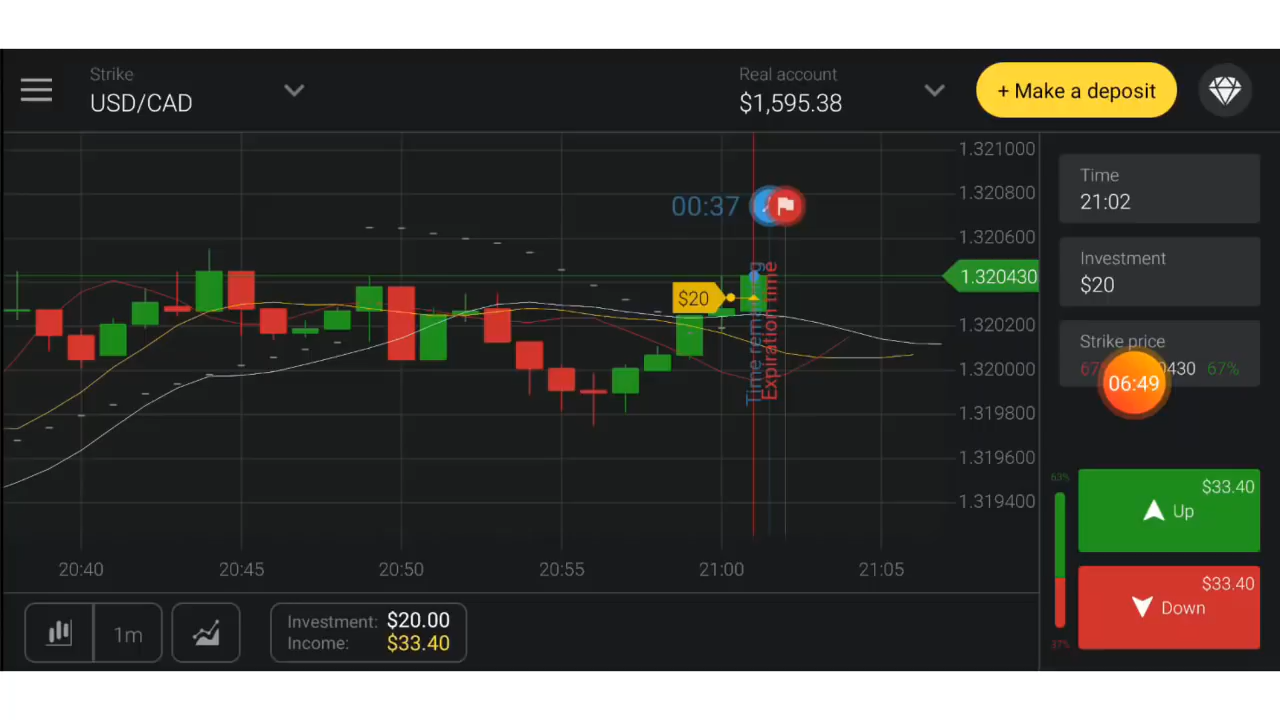 Strike
USD/CAD
Real account
$1,595.38
+ Make a deposit
1.321000
1.320800
1.320600
1.320430
1.320200
1.320000
1.319800
1.319600
1.319400
00:37
$20
Time remaining
Expiration time
Time
21:02
Investment
$20
Strike price
0430 67%
06:49
63%
$33.40
Up
$33.40
Down
37%
20:40
20:45
20:50
20:55
21:00
21:05
1m
Investment: $20.00
Income: $33.40